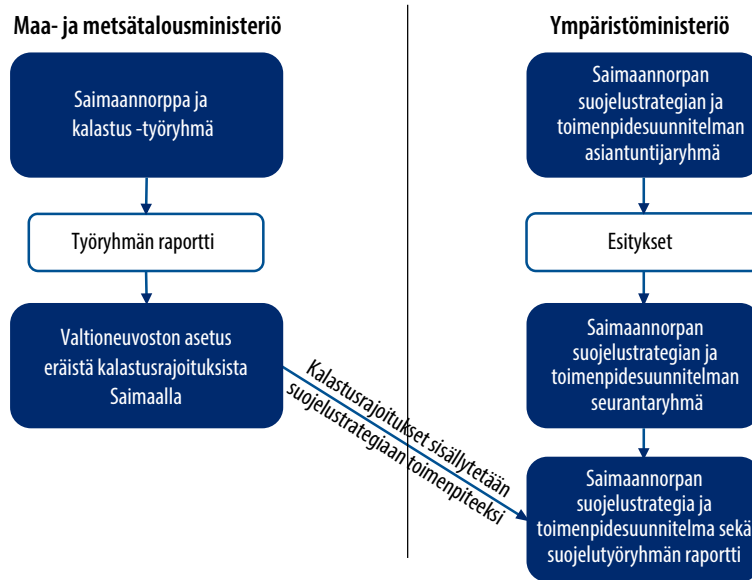 Maa- ja metsätalousministeriö
Saimaannorppa ja
kalastus -työryhmä
Työryhmän raportti
Valtioneuvoston asetus
eräistä kalastusrajoituksista
Saimaalla
Kalastusrajoitukset sisällytetään
suojelustrategiaan toimenpiteeksi
Ympäristöministeriö
Saimaannorpan
suojelustrategian ja
toimenpidesuunnitelman
asiantuntijaryhmä
Esitykset
Saimaannorpan
suojelustrategian ja
toimenpidesuunnitelman
seurantaryhmä
Saimaannorpan
suojelustrategia ja
toimenpidesuunnitelma sekä
suojelutyöryhmän raportti